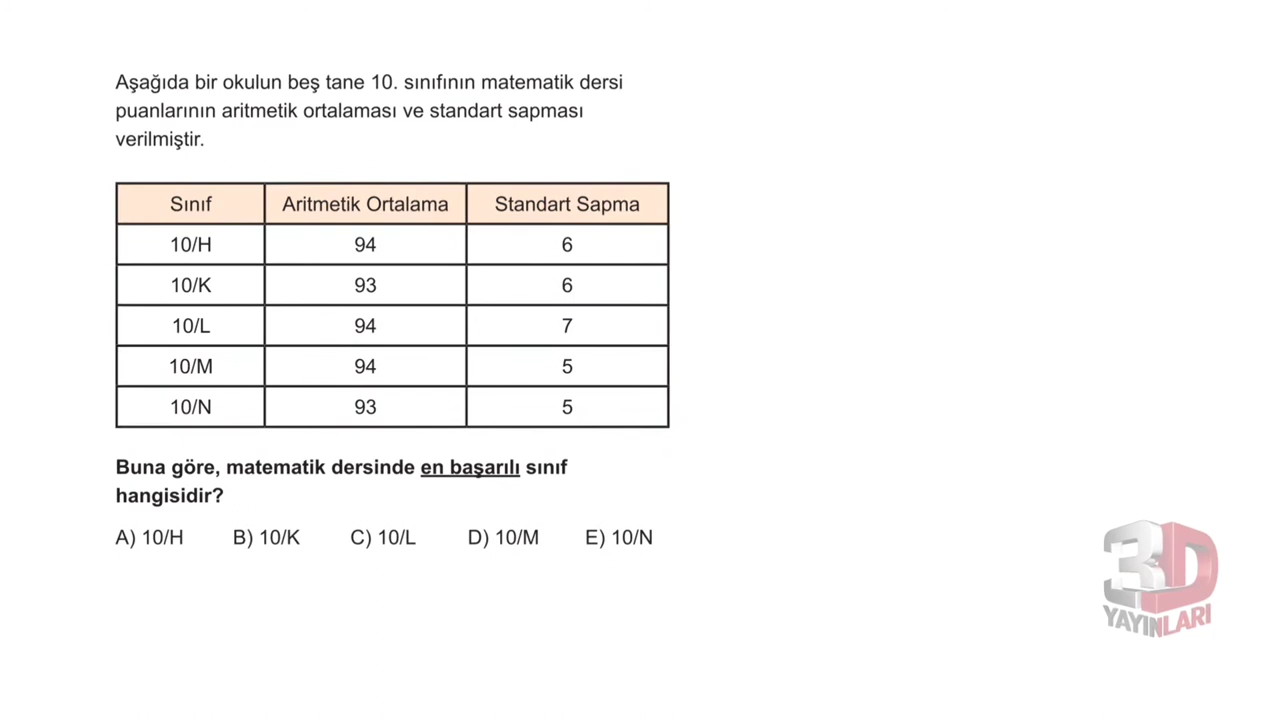 Aşağıda bir okulun beş tane 10. sınıfının matematik dersi
puanlarının aritmetik ortalaması ve standart sapması
verilmiştir.
Sınıf Aritmetik Ortalama Standart Sapma
10/H 94 6
10/K 93 6
10/L 94 7
10/M 94 5
10/N 93 5
Buna göre, matematik dersinde en başarılı sınıf
hangisidir?
A) 10/H B) 10/K C) 10/L D) 10/M E) 10/N
3D
YAYINLARI